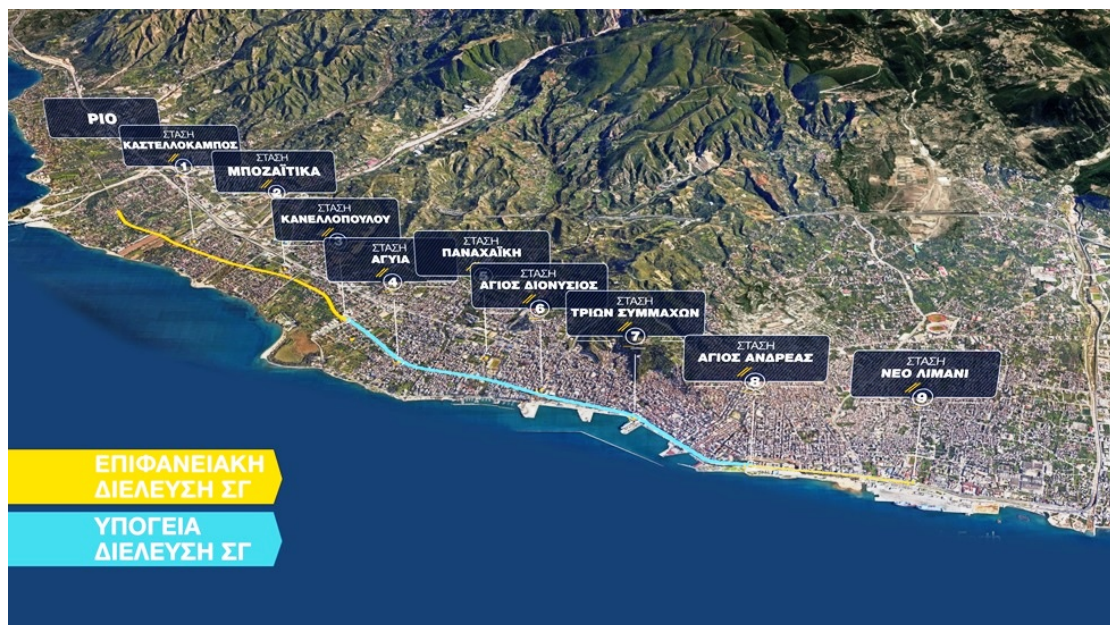 ΡΙΟ
ΣΤΑΣΗ
ΚΑΣΤΕΛΛΟΚΑΜΠΟΣ
1
ΣΤΑΣΗ
ΜΠΟΖΑΪΤΙΚΑ
2
ΣΤΑΣΗ
ΚΑΝΕΛΛΟΠΟΥΛΟΥ
3
ΣΤΑΣΗ
ΑΓΥΙΑ
4
ΣΤΑΣΗ
ΠΑΝΑΧΑΪΚΗ
5
ΣΤΑΣΗ
ΑΓΙΟΣ ΔΙΟΝΥΣΙΟΣ
6
ΣΤΑΣΗ
ΤΡΙΩΝ ΣΥΜΜΑΧΩΝ
7
ΣΤΑΣΗ
ΑΓΙΟΣ ΑΝΔΡΕΑΣ
8
ΣΤΑΣΗ
ΝΕΟ ΛΙΜΑΝΙ
9
ΕΠΙΦΑΝΕΙΑΚΗ
ΔΙΕΛΕΥΣΗ ΣΓ
ΥΠΟΓΕΙΑ
ΔΙΕΛΕΥΣΗ ΣΓ